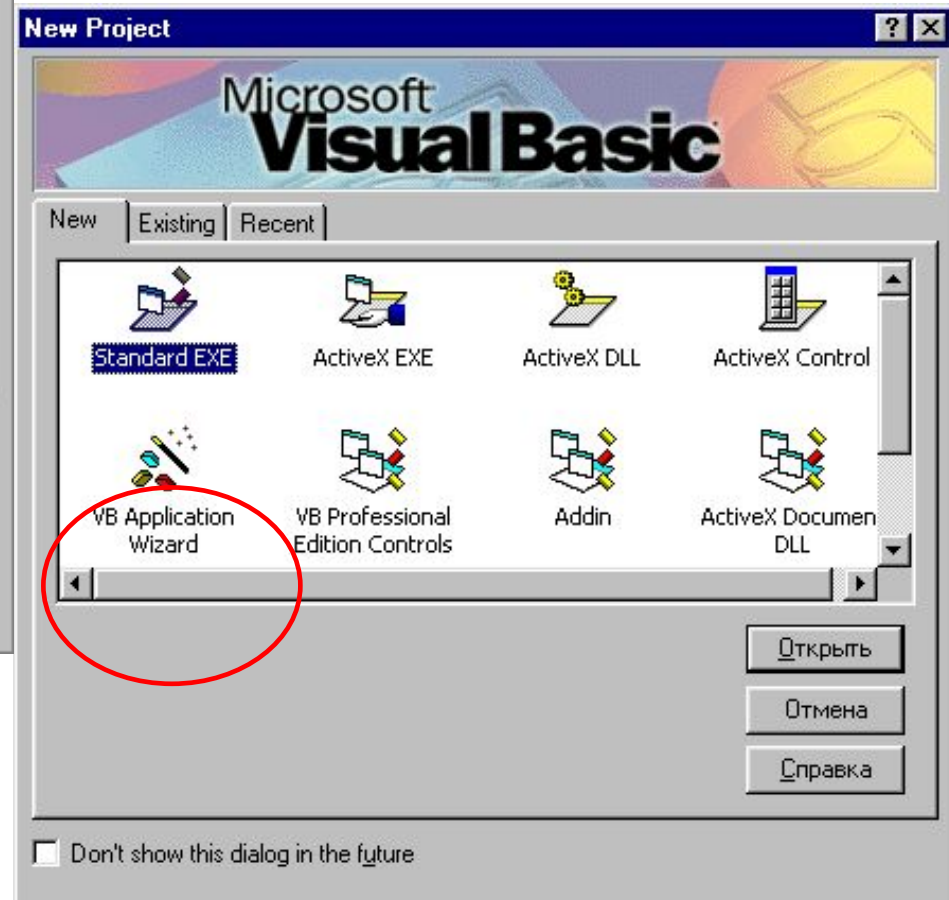 New Project
Microsoft
Visual Basic
New Existing Recent
Standard EXE ActiveX EXE ActiveX DLL ActiveX Control
VB Application Wizard
VB Professional Edition Controls
Addin
ActiveX Documen DLL
Открыть
Отмена
Справка
Don't show this dialog in the future